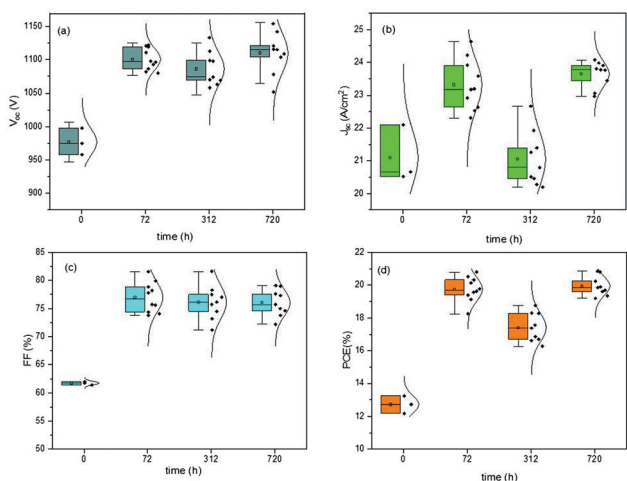 (a)
1150
1100
1050
1000
950
900
V_oc (V)
0 72 312 720
time (h)
(b)
25
24
23
22
21
20
J_sc (A/cm²)
0 72 312 720
time (h)
(c)
85
80
75
70
65
60
55
50
FF (%)
0 72 312 720
time (h)
(d)
22
20
18
16
14
12
10
PCE(%)
0 72 312 720
time (h)